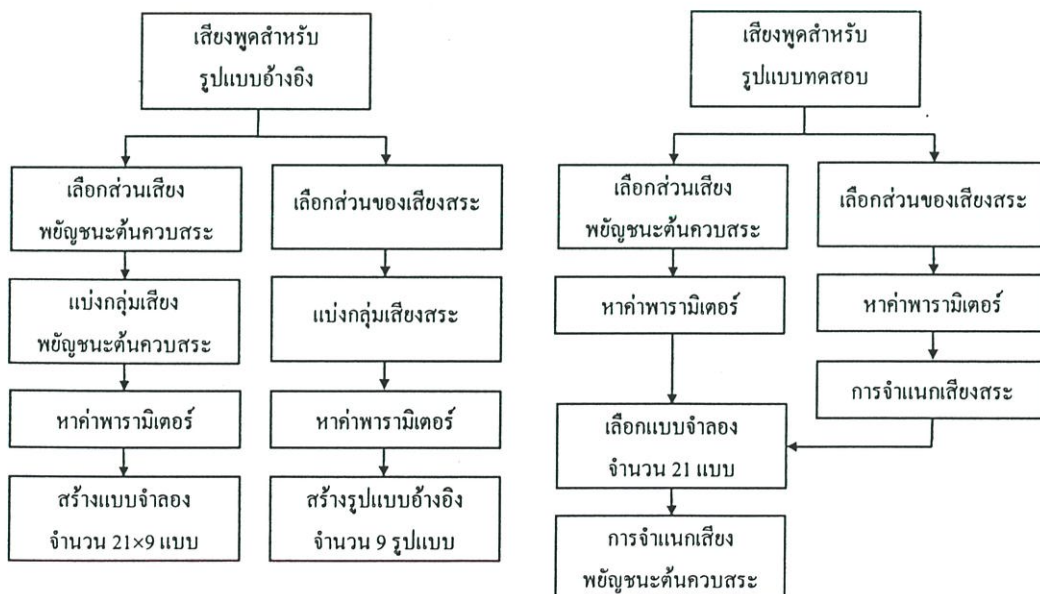 เสียงพูดสำหรับ
รูปแบบอ้างอิง
เลือกส่วนเสียง
พยัญชนะต้นควบสระ
เลือกส่วนของเสียงสระ
แบ่งกลุ่มเสียง
พยัญชนะต้นควบสระ
แบ่งกลุ่มเสียงสระ
หาค่าพารามิเตอร์
หาค่าพารามิเตอร์
สร้างแบบจำลอง
จำนวน 21×9 แบบ
สร้างรูปแบบอ้างอิง
จำนวน 9 รูปแบบ
เสียงพูดสำหรับ
รูปแบบทดสอบ
เลือกส่วนเสียง
พยัญชนะต้นควบสระ
เลือกส่วนของเสียงสระ
หาค่าพารามิเตอร์
หาค่าพารามิเตอร์
การจำแนกเสียงสระ
เลือกแบบจำลอง
จำนวน 21 แบบ
การจำแนกเสียง
พยัญชนะต้นควบสระ